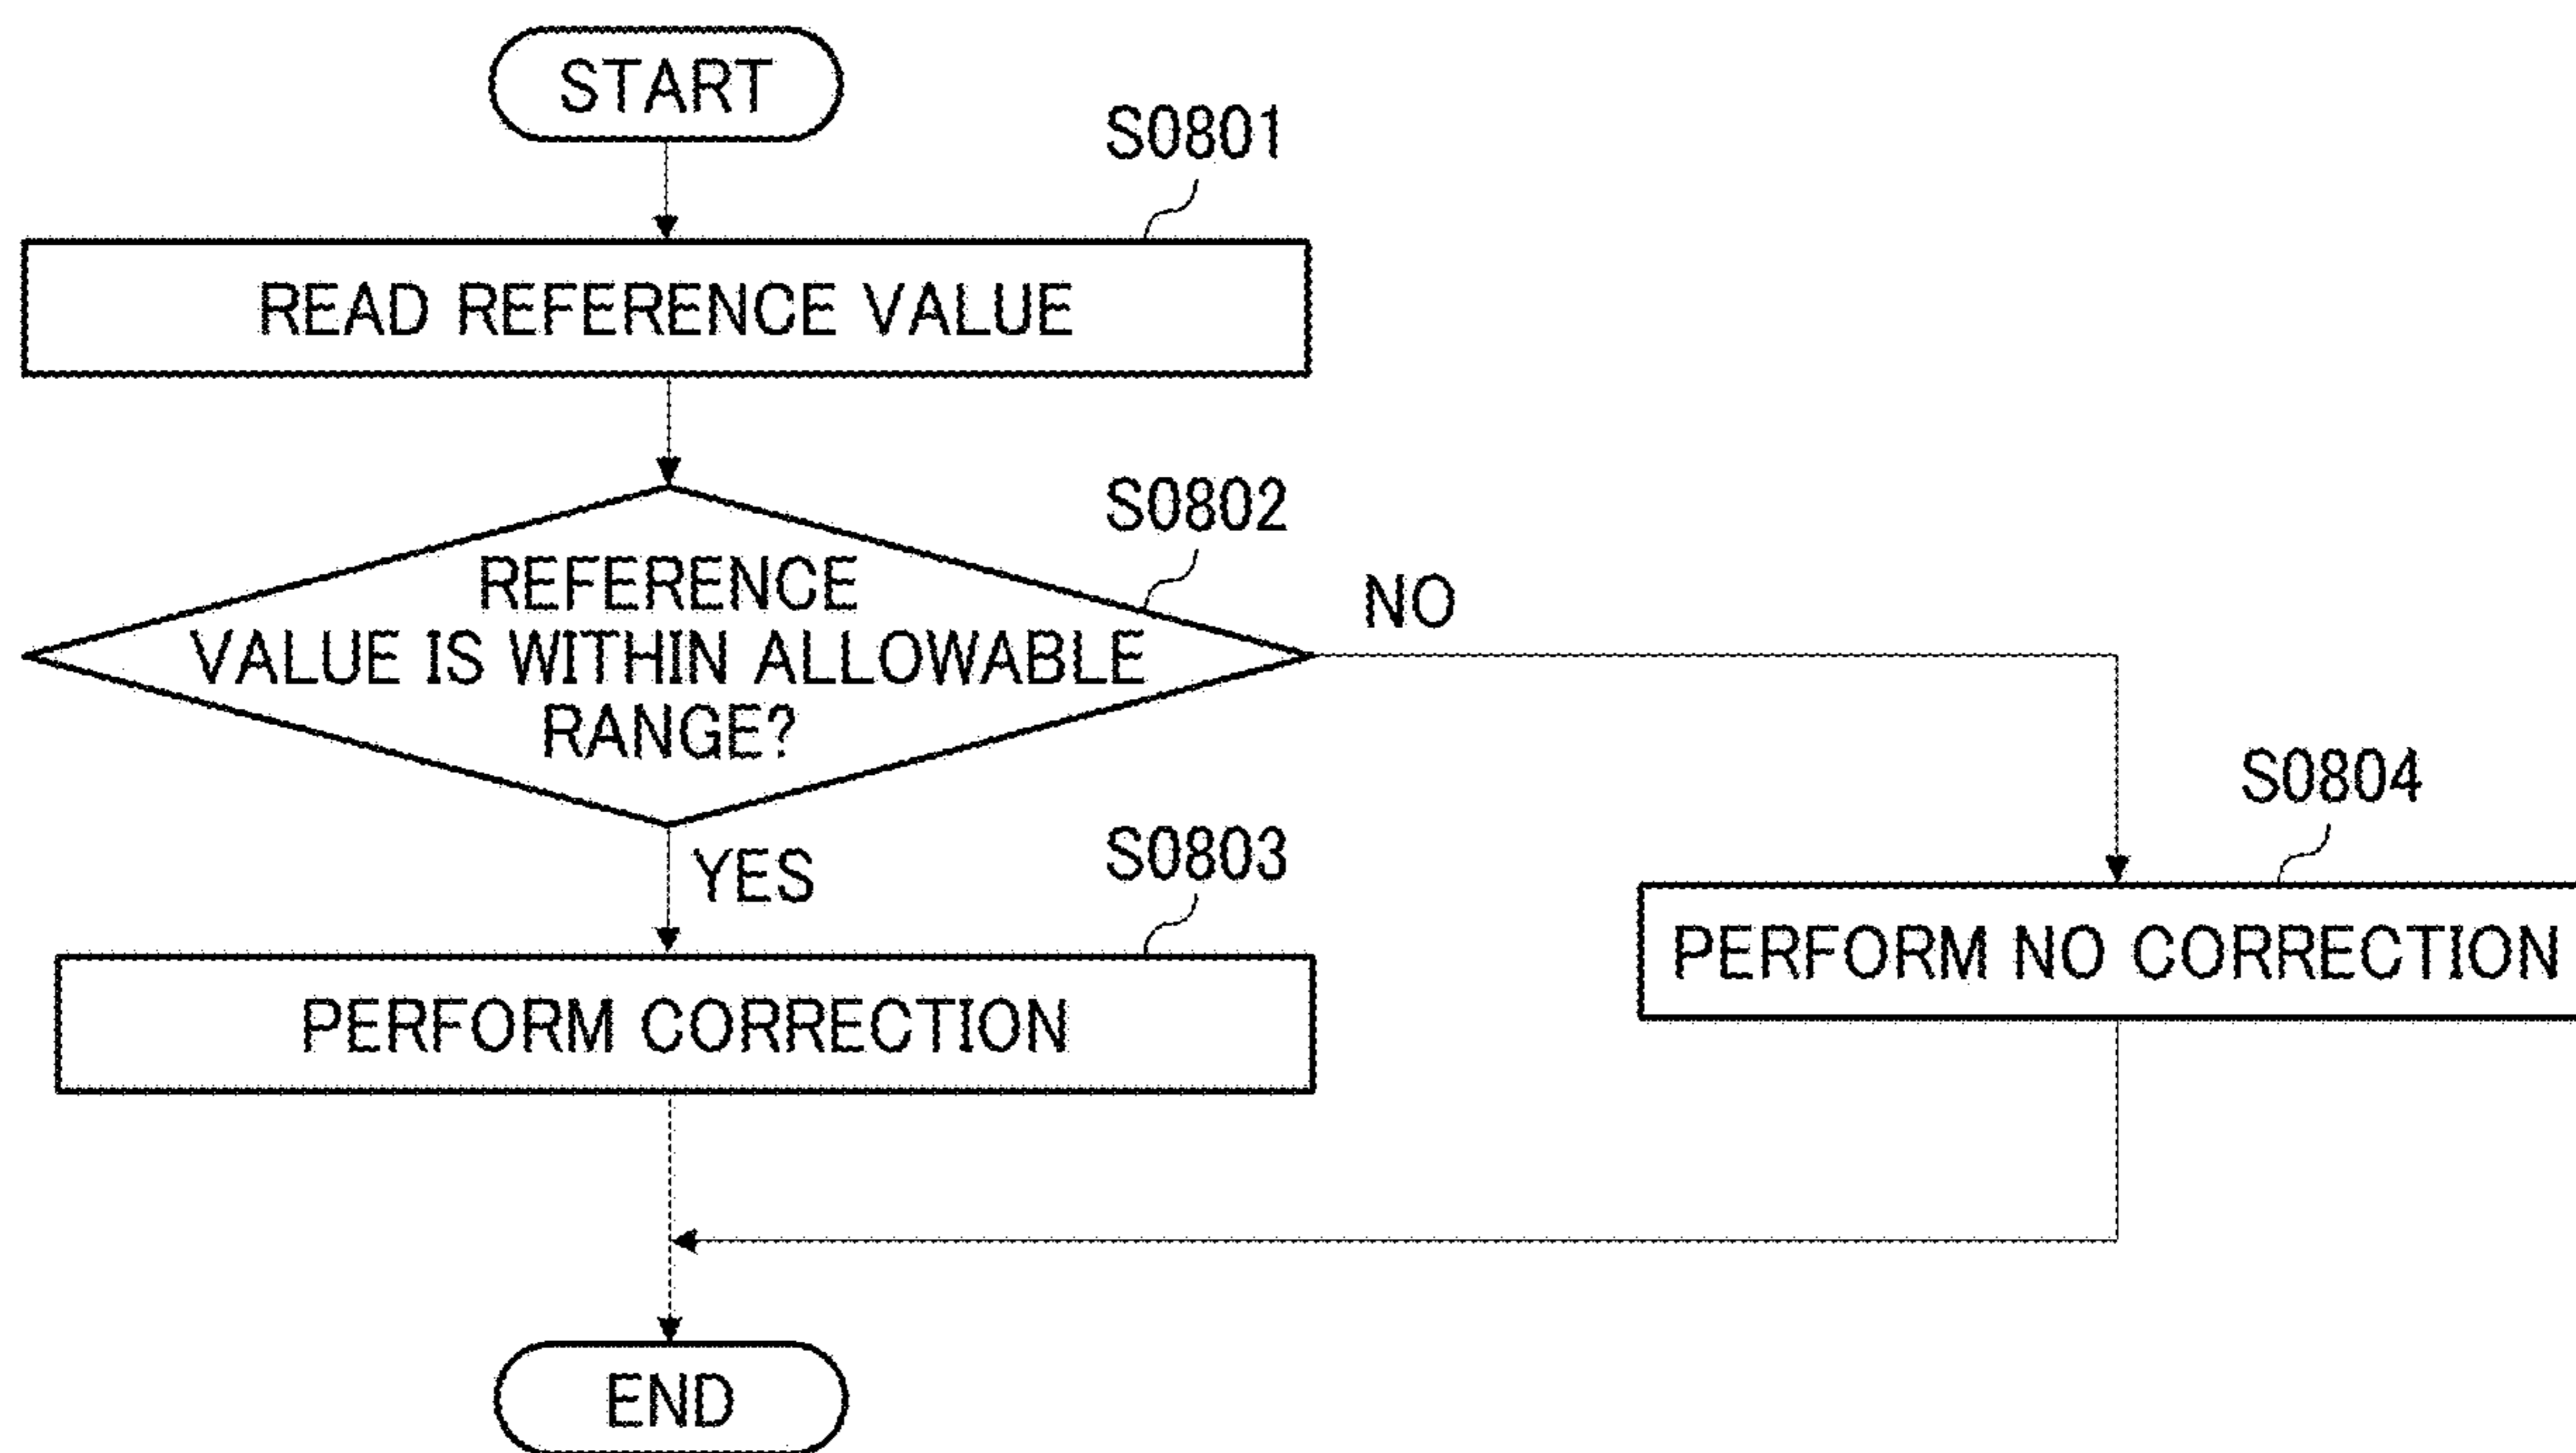 START
S0801
READ REFERENCE VALUE
S0802
REFERENCE
VALUE IS WITHIN ALLOWABLE
RANGE?
NO
YES
S0803
PERFORM CORRECTION
S0804
PERFORM NO CORRECTION
END